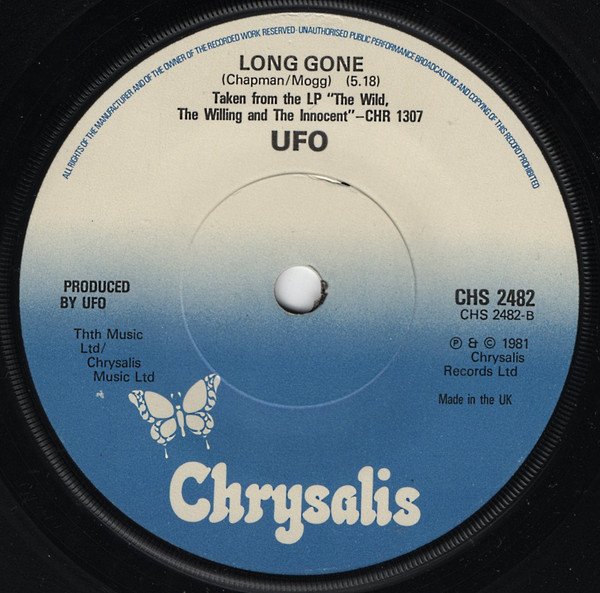 ALL RIGHTS OF THE MANUFACTURER AND OF THE OWNER OF THE RECORDED WORK RESERVED · UNAUTHORISED PUBLIC PERFORMANCE BROADCASTING AND COPYING OF THIS RECORD PROHIBITED
LONG GONE
(Chapman/Mogg) (5.18)
Taken from the LP "The Wild,
The Willing and The Innocent"–CHR 1307
UFO
PRODUCED
BY UFO
Thth Music
Ltd/
Chrysalis
Music Ltd
CHS 2482
CHS 2482-B
℗ & © 1981
Chrysalis
Records Ltd
Made in the UK
Chrysalis